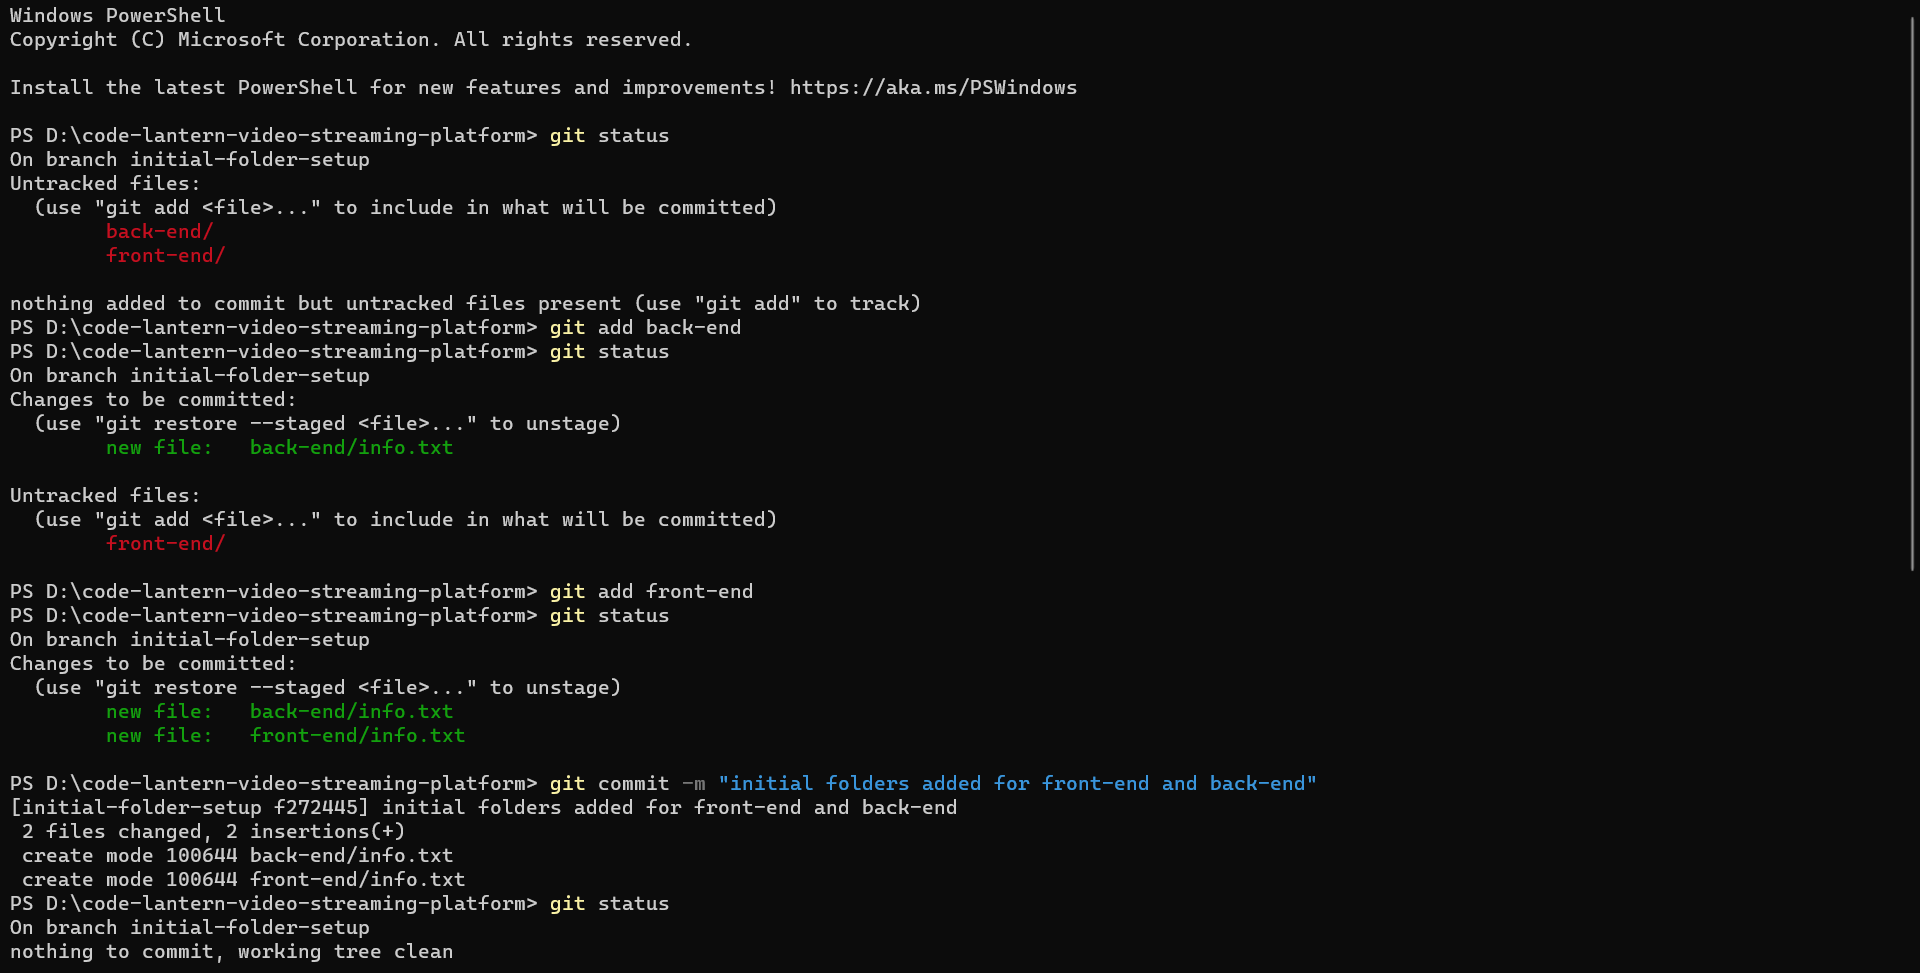 Windows PowerShell
Copyright (C) Microsoft Corporation. All rights reserved.
Install the latest PowerShell for new features and improvements! https://aka.ms/PSWindows
PS D:\code-lantern-video-streaming-platform> git status
On branch initial-folder-setup
Untracked files:
  (use "git add <file>..." to include in what will be committed)
        back-end/
        front-end/
nothing added to commit but untracked files present (use "git add" to track)
PS D:\code-lantern-video-streaming-platform> git add back-end
PS D:\code-lantern-video-streaming-platform> git status
On branch initial-folder-setup
Changes to be committed:
  (use "git restore --staged <file>..." to unstage)
        new file:   back-end/info.txt
Untracked files:
  (use "git add <file>..." to include in what will be committed)
        front-end/
PS D:\code-lantern-video-streaming-platform> git add front-end
PS D:\code-lantern-video-streaming-platform> git status
On branch initial-folder-setup
Changes to be committed:
  (use "git restore --staged <file>..." to unstage)
        new file:   back-end/info.txt
        new file:   front-end/info.txt
PS D:\code-lantern-video-streaming-platform> git commit -m "initial folders added for front-end and back-end"
[initial-folder-setup f272445] initial folders added for front-end and back-end
 2 files changed, 2 insertions(+)
 create mode 100644 back-end/info.txt
 create mode 100644 front-end/info.txt
PS D:\code-lantern-video-streaming-platform> git status
On branch initial-folder-setup
nothing to commit, working tree clean